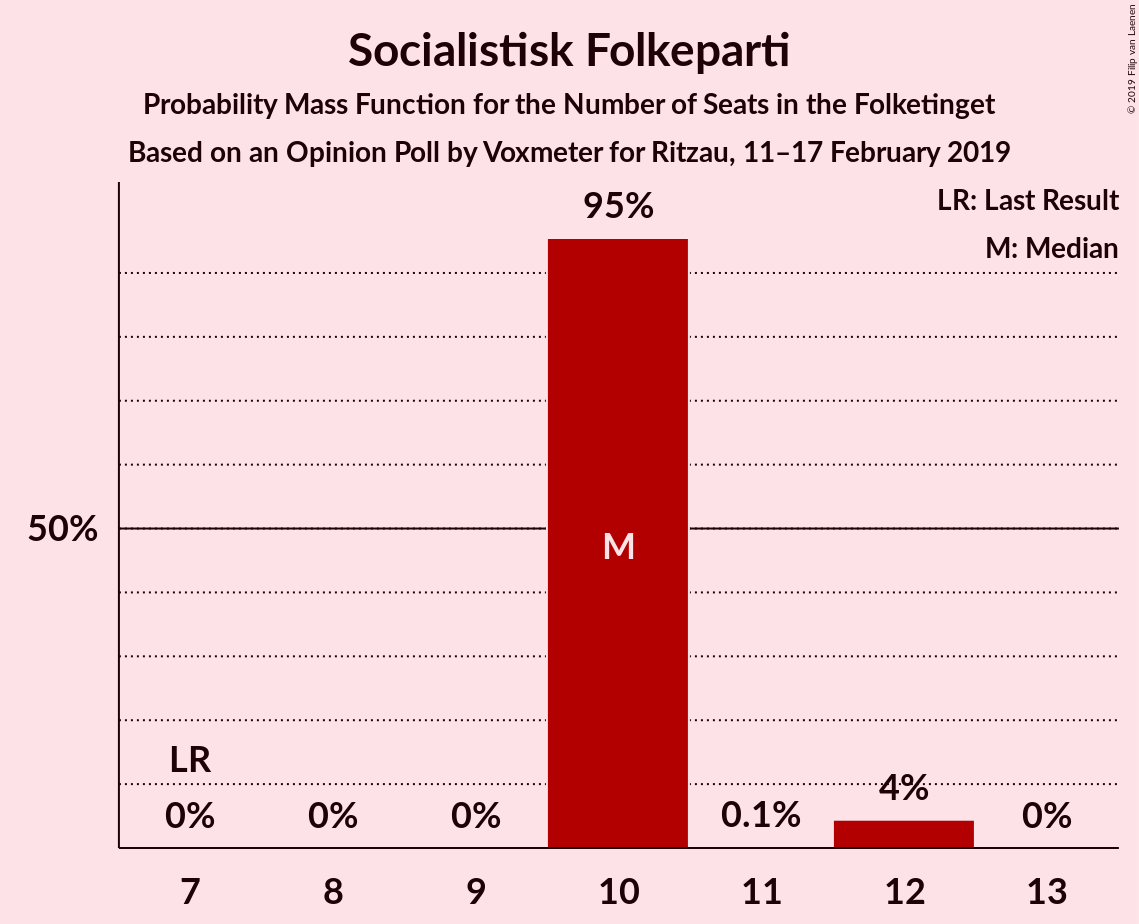 Socialistisk Folkeparti
Probability Mass Function for the Number of Seats in the Folketinget
Based on an Opinion Poll by Voxmeter for Ritzau, 11–17 February 2019
© 2019 Filip van Laenen
LR: Last Result
M: Median
95%
50%
M
LR
0%
0%
0%
0.1%
4%
0%
7
8
9
10
11
12
13